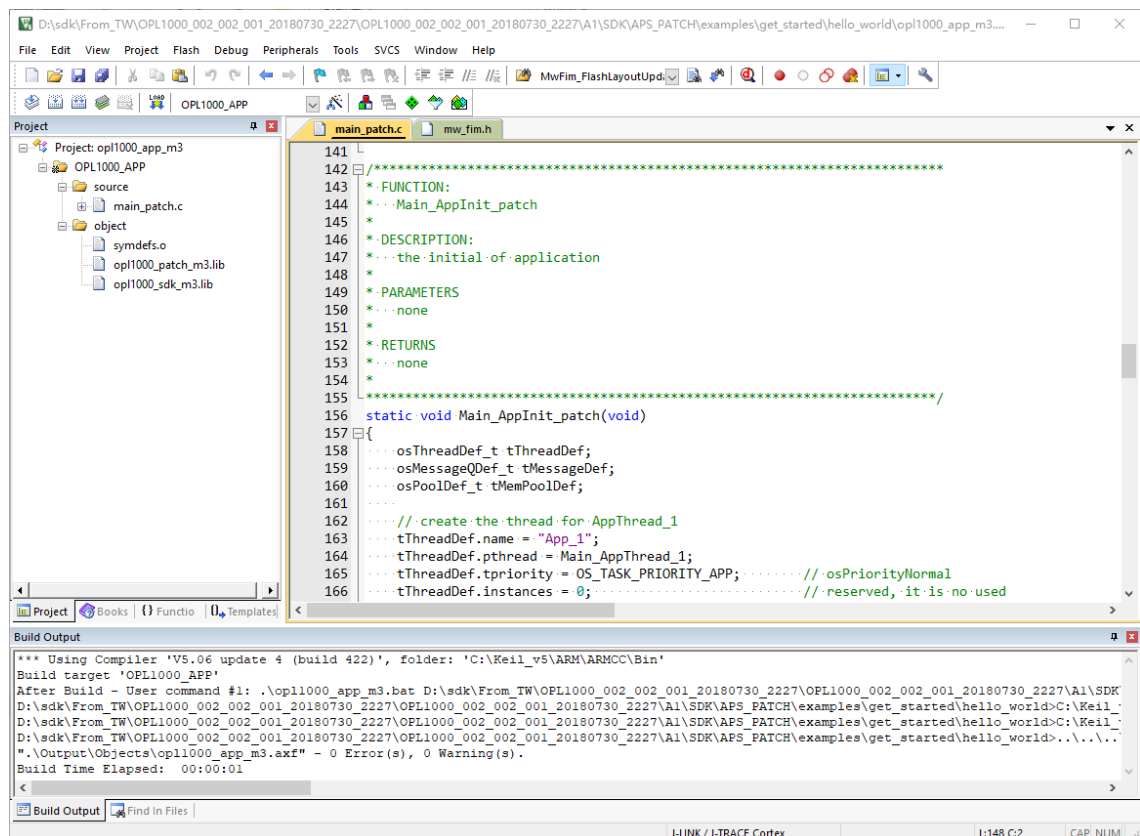 D:\sdk\From_TW\OPL1000_002_002_001_20180730_2227\OPL1000_002_002_001_20180730_2227\A1\SDK\APS_PATCH\examples\get_started\hello_world\opl1000_app_m3....
File Edit View Project Flash Debug Peripherals Tools SVCS Window Help
MwFim_FlashLayoutUpd
OPL1000_APP
Project
Project: opl1000_app_m3
OPL1000_APP
source
main_patch.c
object
symdefs.o
opl1000_patch_m3.lib
opl1000_sdk_m3.lib
Project Books {} Functio Templates
main_patch.c mw_fim.h
141
142 /*************************************************************************
143 * FUNCTION:
144 *   Main_AppInit_patch
145 *
146 * DESCRIPTION:
147 *   the initial of application
148 *
149 * PARAMETERS
150 *   none
151 *
152 * RETURNS
153 *   none
154 *
155 *************************************************************************/
156 static void Main_AppInit_patch(void)
157 {
158     osThreadDef_t tThreadDef;
159     osMessageQDef_t tMessageDef;
160     osPoolDef_t tMemPoolDef;
161
162     // create the thread for AppThread_1
163     tThreadDef.name = "App_1";
164     tThreadDef.pthread = Main_AppThread_1;
165     tThreadDef.tpriority = OS_TASK_PRIORITY_APP;        // osPriorityNormal
166     tThreadDef.instances = 0;                           // reserved, it is no used
Build Output
*** Using Compiler 'V5.06 update 4 (build 422)', folder: 'C:\Keil_v5\ARM\ARMCC\Bin'
Build target 'OPL1000_APP'
After Build - User command #1: .\opl1000_app_m3.bat D:\sdk\From_TW\OPL1000_002_002_001_20180730_2227\OPL1000_002_002_001_20180730_2227\A1\SDK\
D:\sdk\From_TW\OPL1000_002_002_001_20180730_2227\OPL1000_002_002_001_20180730_2227\A1\SDK\APS_PATCH\examples\get_started\hello_world>C:\Keil_
D:\sdk\From_TW\OPL1000_002_002_001_20180730_2227\OPL1000_002_002_001_20180730_2227\A1\SDK\APS_PATCH\examples\get_started\hello_world>C:\Keil_
D:\sdk\From_TW\OPL1000_002_002_001_20180730_2227\OPL1000_002_002_001_20180730_2227\A1\SDK\APS_PATCH\examples\get_started\hello_world>..\..\..
".\Output\Objects\opl1000_app_m3.axf" - 0 Error(s), 0 Warning(s).
Build Time Elapsed:  00:00:01
Build Output Find In Files
J-LINK / J-TRACE Cortex L:148 C:2 CAP NUM